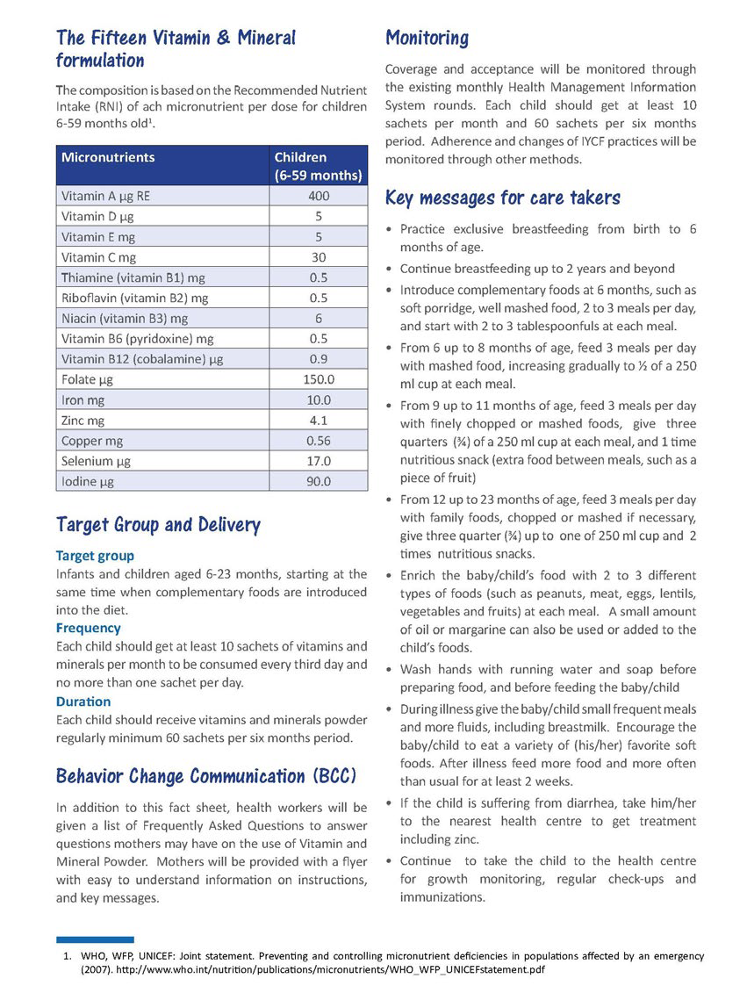 The Fifteen Vitamin & Mineral
formulation
The composition is based on the Recommended Nutrient
Intake (RNI) of ach micronutrient per dose for children
6-59 months old¹.
Micronutrients Children
(6-59 months)
Vitamin A µg RE 400
Vitamin D µg 5
Vitamin E mg 5
Vitamin C mg 30
Thiamine (vitamin B1) mg 0.5
Riboflavin (vitamin B2) mg 0.5
Niacin (vitamin B3) mg 6
Vitamin B6 (pyridoxine) mg 0.5
Vitamin B12 (cobalamine) µg 0.9
Folate µg 150.0
Iron mg 10.0
Zinc mg 4.1
Copper mg 0.56
Selenium µg 17.0
Iodine µg 90.0
Target Group and Delivery
Target group
Infants and children aged 6-23 months, starting at the
same time when complementary foods are introduced
into the diet.
Frequency
Each child should get at least 10 sachets of vitamins and
minerals per month to be consumed every third day and
no more than one sachet per day.
Duration
Each child should receive vitamins and minerals powder
regularly minimum 60 sachets per six months period.
Behavior Change Communication (BCC)
In addition to this fact sheet, health workers will be
given a list of Frequently Asked Questions to answer
questions mothers may have on the use of Vitamin and
Mineral Powder. Mothers will be provided with a flyer
with easy to understand information on instructions,
and key messages.
Monitoring
Coverage and acceptance will be monitored through
the existing monthly Health Management Information
System rounds. Each child should get at least 10
sachets per month and 60 sachets per six months
period. Adherence and changes of IYCF practices will be
monitored through other methods.
Key messages for care takers
• Practice exclusive breastfeeding from birth to 6
months of age.
• Continue breastfeeding up to 2 years and beyond
• Introduce complementary foods at 6 months, such as
soft porridge, well mashed food, 2 to 3 meals per day,
and start with 2 to 3 tablespoonfuls at each meal.
• From 6 up to 8 months of age, feed 3 meals per day
with mashed food, increasing gradually to ½ of a 250
ml cup at each meal.
• From 9 up to 11 months of age, feed 3 meals per day
with finely chopped or mashed foods, give three
quarters (¾) of a 250 ml cup at each meal, and 1 time
nutritious snack (extra food between meals, such as a
piece of fruit)
• From 12 up to 23 months of age, feed 3 meals per day
with family foods, chopped or mashed if necessary,
give three quarter (¾) up to one of 250 ml cup and 2
times nutritious snacks.
• Enrich the baby/child's food with 2 to 3 different
types of foods (such as peanuts, meat, eggs, lentils,
vegetables and fruits) at each meal. A small amount
of oil or margarine can also be used or added to the
child's foods.
• Wash hands with running water and soap before
preparing food, and before feeding the baby/child
• During illness give the baby/child small frequent meals
and more fluids, including breastmilk. Encourage the
baby/child to eat a variety of (his/her) favorite soft
foods. After illness feed more food and more often
than usual for at least 2 weeks.
• If the child is suffering from diarrhea, take him/her
to the nearest health centre to get treatment
including zinc.
• Continue to take the child to the health centre
for growth monitoring, regular check-ups and
immunizations.
1. WHO, WFP, UNICEF: Joint statement. Preventing and controlling micronutrient deficiencies in populations affected by an emergency
(2007). http://www.who.int/nutrition/publications/micronutrients/WHO_WFP_UNICEFstatement.pdf